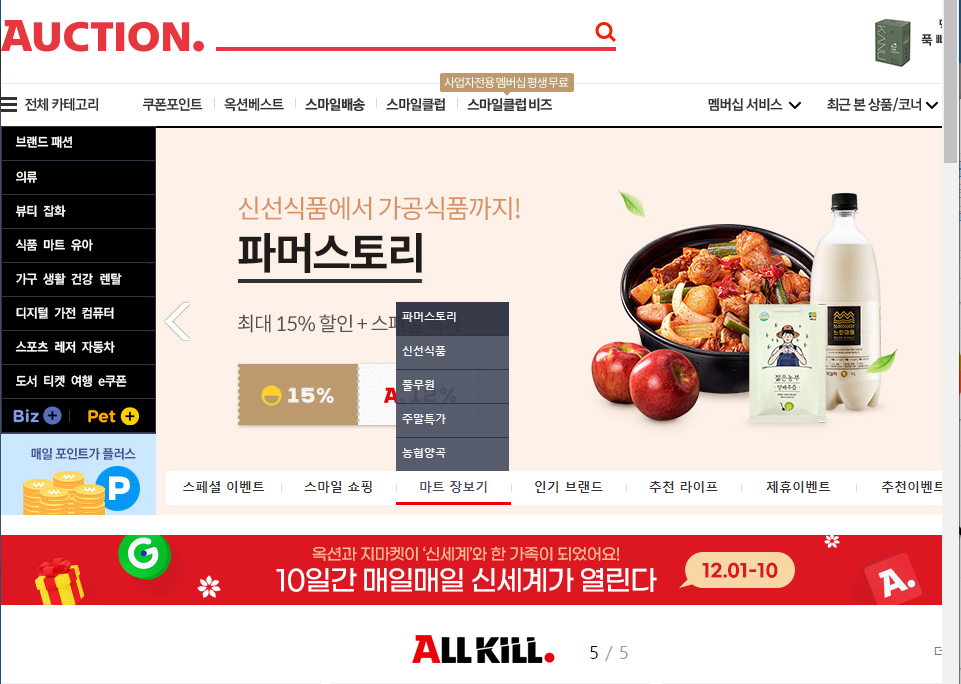 AUCTION.
사업자전용 멤버십 평생 무료
전체 카테고리
쿠폰포인트
옥션베스트
스마일배송
스마일클럽
스마일클럽 비즈
멤버십 서비스
최근 본 상품/코너
브랜드 패션
의류
뷰티 잡화
식품 마트 유아
가구 생활 건강 렌탈
디지털 가전 컴퓨터
스포츠 레저 자동차
도서 티켓 여행 e쿠폰
Biz + Pet +
매일 포인트가 플러스
P
신선식품에서 가공식품까지!
파머스토리
최대 15% 할인 + 스페셜 특가
15%
12%
파머스토리
신선식품
풀무원
주말특가
농협양곡
스페셜 이벤트
스마일 쇼핑
마트 장보기
인기 브랜드
추천 라이프
제휴이벤트
추천이벤트
G
옥션과 지마켓이 '신세계'와 한 가족이 되었어요!
10일간 매일매일 신세계가 열린다
12.01-10
A.
ALL KILL.
5 / 5